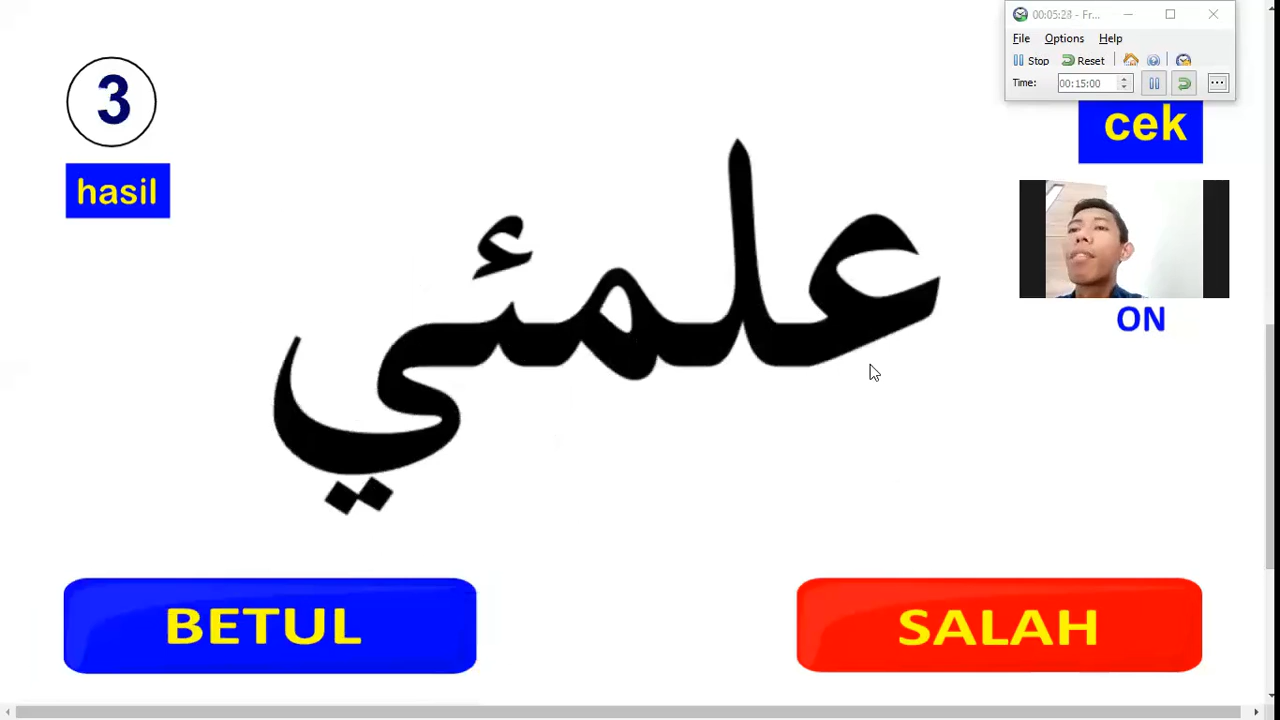 00:05:28 - Fr...
File Options Help
Stop Reset
Time: 00:15:00
3
hasil
cek
علمئي
ON
BETUL
SALAH